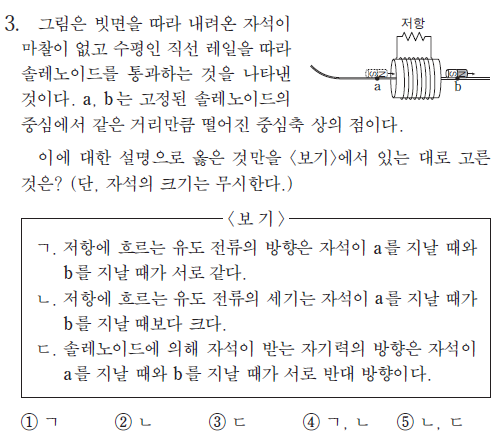 3. 그림은 빗면을 따라 내려온 자석이
마찰이 없고 수평인 직선 레일을 따라
솔레노이드를 통과하는 것을 나타낸
것이다. a, b는 고정된 솔레노이드의
중심에서 같은 거리만큼 떨어진 중심축 상의 점이다.
저항
a
b
이에 대한 설명으로 옳은 것만을 <보기>에서 있는 대로 고른
것은? (단, 자석의 크기는 무시한다.)
<보 기>
ㄱ. 저항에 흐르는 유도 전류의 방향은 자석이 a를 지날 때와
b를 지날 때가 서로 같다.
ㄴ. 저항에 흐르는 유도 전류의 세기는 자석이 a를 지날 때가
b를 지날 때보다 크다.
ㄷ. 솔레노이드에 의해 자석이 받는 자기력의 방향은 자석이
a를 지날 때와 b를 지날 때가 서로 반대 방향이다.
① ㄱ ② ㄴ ③ ㄷ ④ ㄱ, ㄴ ⑤ ㄴ, ㄷ